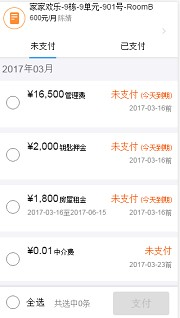 家家欢乐-9栋-9单元-901号-RoomB
600元/月 陈婧
未支付 已支付
2017年03月
¥16,500 管理费 未支付 (今天到期)
2017-03-16前
¥2,000 钥匙押金 未支付 (今天到期)
2017-03-16前
¥1,800 房屋租金 未支付 (今天到期)
2017-03-16至2017-06-15 2017-03-16前
¥0.01 中介费 未支付
2017-03-23前
全选 共选中0条 支付